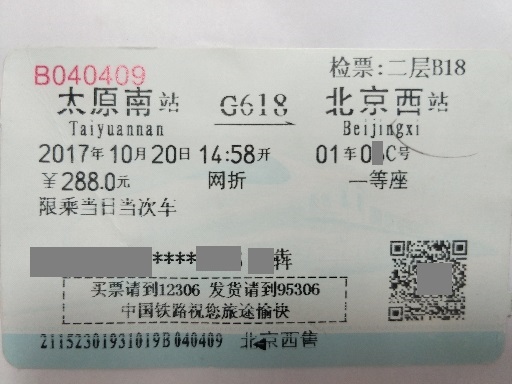 B040409 检票:二层B18
太原南站 G618 北京西站
Taiyuannan Beijingxi
2017年10月20日 14:58开 01车0 C号
￥288.0元 网折 一等座
限乘当日当次车
****
买票请到12306 发货请到95306
中国铁路祝您旅途愉快
21152301931019B040409 北京西售